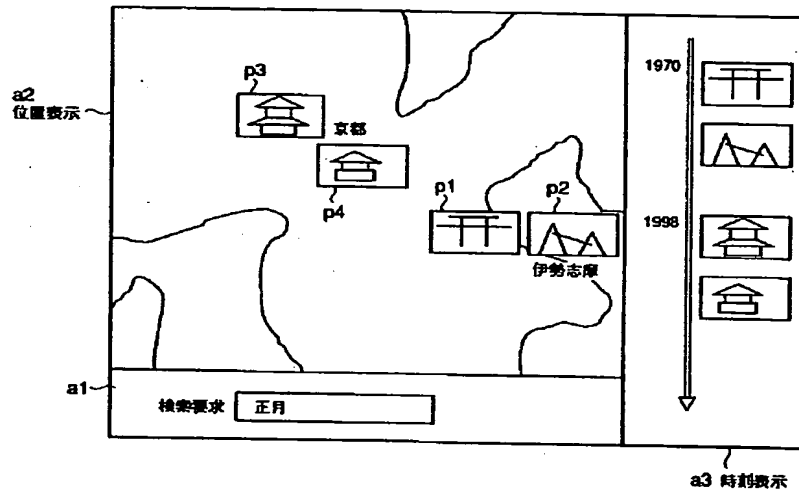 p3
a2
位置表示
京都
p4
p1
p2
伊勢志摩
1970
1998
a1
検索要求
正月
a3 時刻表示